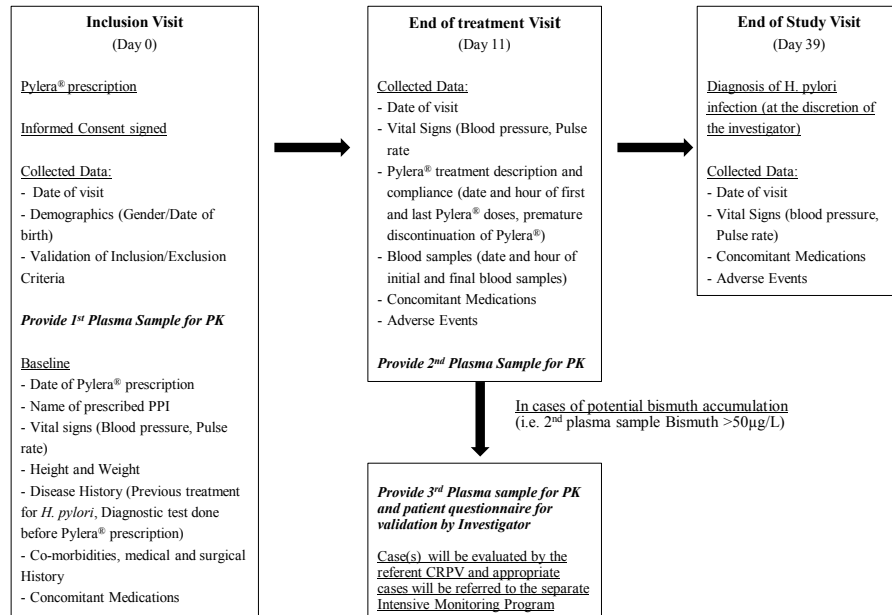 Inclusion Visit
(Day 0)
Pylera® prescription
Informed Consent signed
Collected Data:
- Date of visit
- Demographics (Gender/Date of
birth)
- Validation of Inclusion/Exclusion
Criteria
Provide 1st Plasma Sample for PK
Baseline
- Date of Pylera® prescription
- Name of prescribed PPI
- Vital signs (Blood pressure, Pulse
rate)
- Height and Weight
- Disease History (Previous treatment
for H. pylori, Diagnostic test done
before Pylera® prescription)
- Co-morbidities, medical and surgical
History
- Concomitant Medications
End of treatment Visit
(Day 11)
Collected Data:
- Date of visit
- Vital Signs (Blood pressure, Pulse
rate
- Pylera® treatment description and
compliance (date and hour of first
and last Pylera® doses, premature
discontinuation of Pylera®)
- Blood samples (date and hour of
initial and final blood samples)
- Concomitant Medications
- Adverse Events
Provide 2nd Plasma Sample for PK
End of Study Visit
(Day 39)
Diagnosis of H. pylori
infection (at the discretion of
the investigator)
Collected Data:
- Date of visit
- Vital Signs (blood pressure,
Pulse rate)
- Concomitant Medications
- Adverse Events
In cases of potential bismuth accumulation
(i.e. 2nd plasma sample Bismuth >50µg/L)
Provide 3rd Plasma sample for PK
and patient questionnaire for
validation by Investigator
Case(s) will be evaluated by the
referent CRPV and appropriate
cases will be referred to the separate
Intensive Monitoring Program